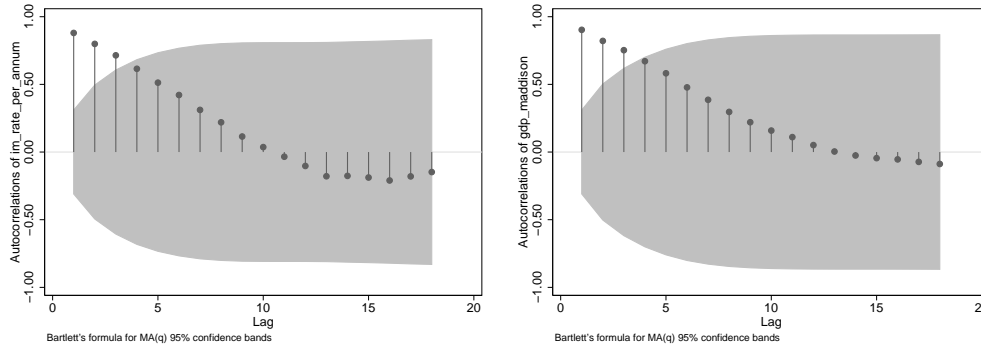 Autocorrelations of im_rate_per_annum
1.00
0.50
0.00
−0.50
−1.00
0 5 10 15 20
Lag
Bartlett's formula for MA(q) 95% confidence bands
Autocorrelations of gdp_maddison
1.00
0.50
0.00
−0.50
−1.00
0 5 10 15 20
Lag
Bartlett's formula for MA(q) 95% confidence bands